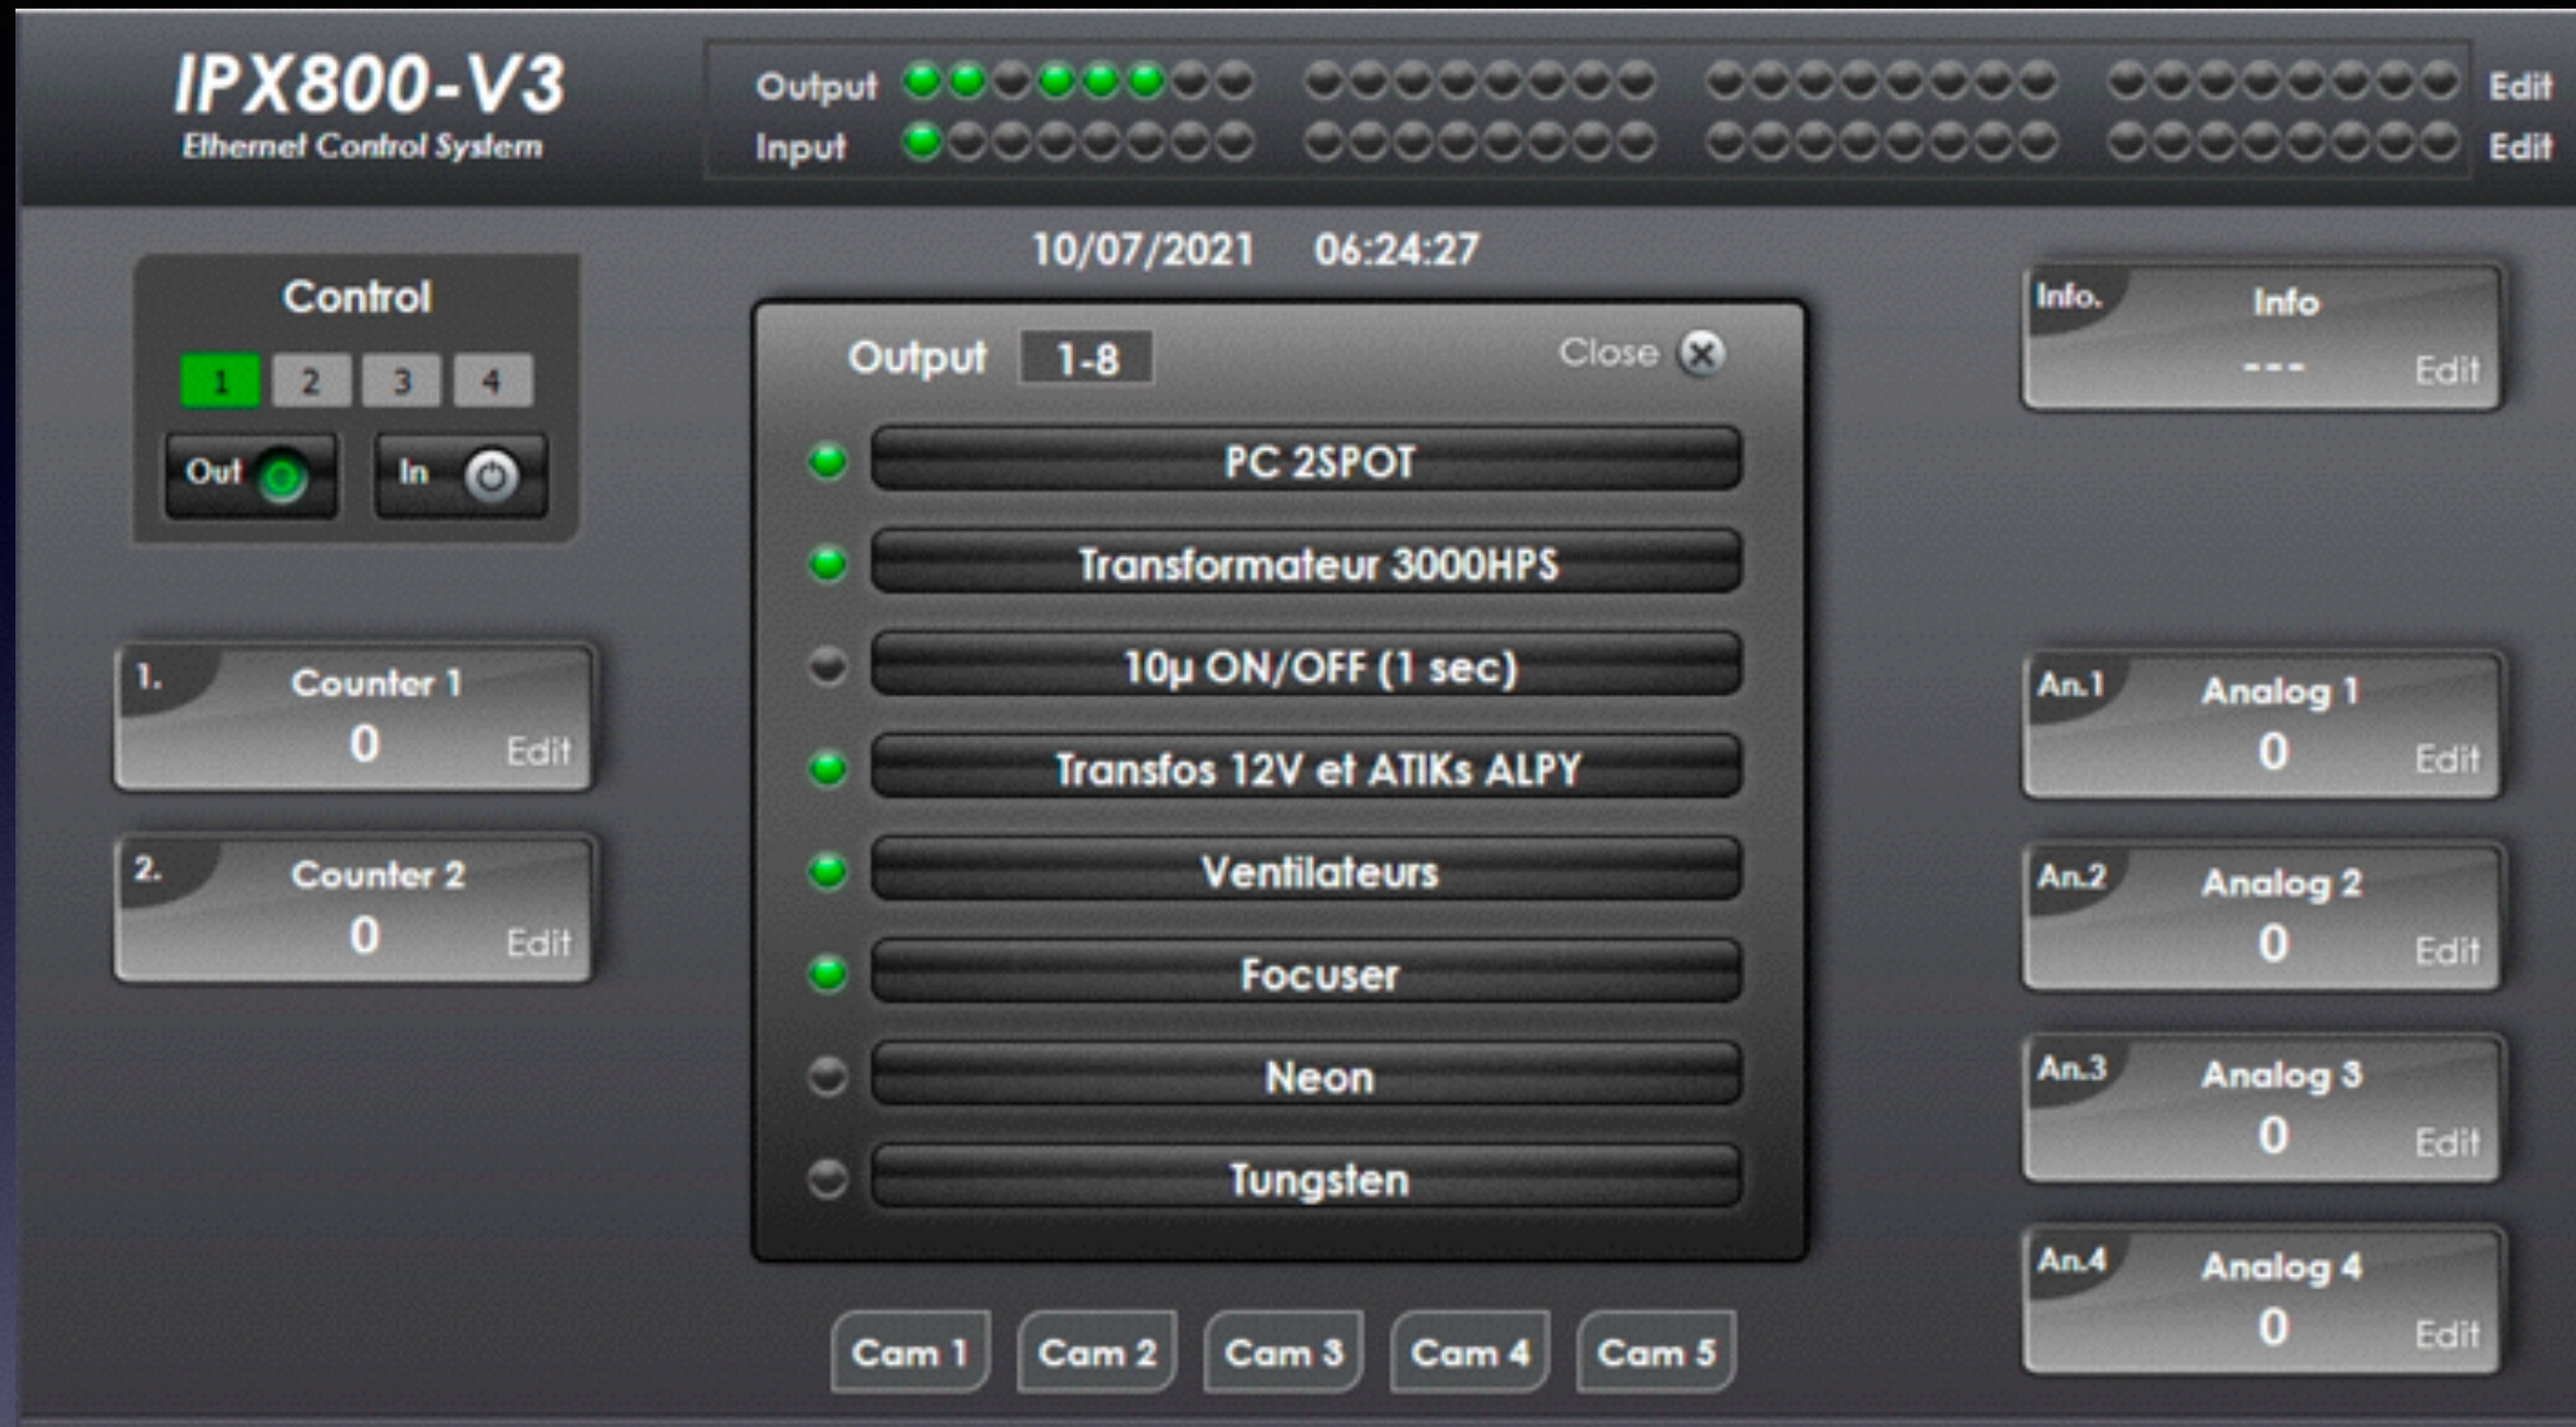 IPX800-V3
Ethernet Control System
Output Edit
Input Edit
10/07/2021 06:24:27
Control
1 2 3 4
Out In
1. Counter 1
0 Edit
2. Counter 2
0 Edit
Output 1-8 Close
PC 2SPOT
Transformateur 3000HPS
10µ ON/OFF (1 sec)
Transfos 12V et ATIKs ALPY
Ventilateurs
Focuser
Neon
Tungsten
Cam 1 Cam 2 Cam 3 Cam 4 Cam 5
Info. Info
--- Edit
An.1 Analog 1
0 Edit
An.2 Analog 2
0 Edit
An.3 Analog 3
0 Edit
An.4 Analog 4
0 Edit